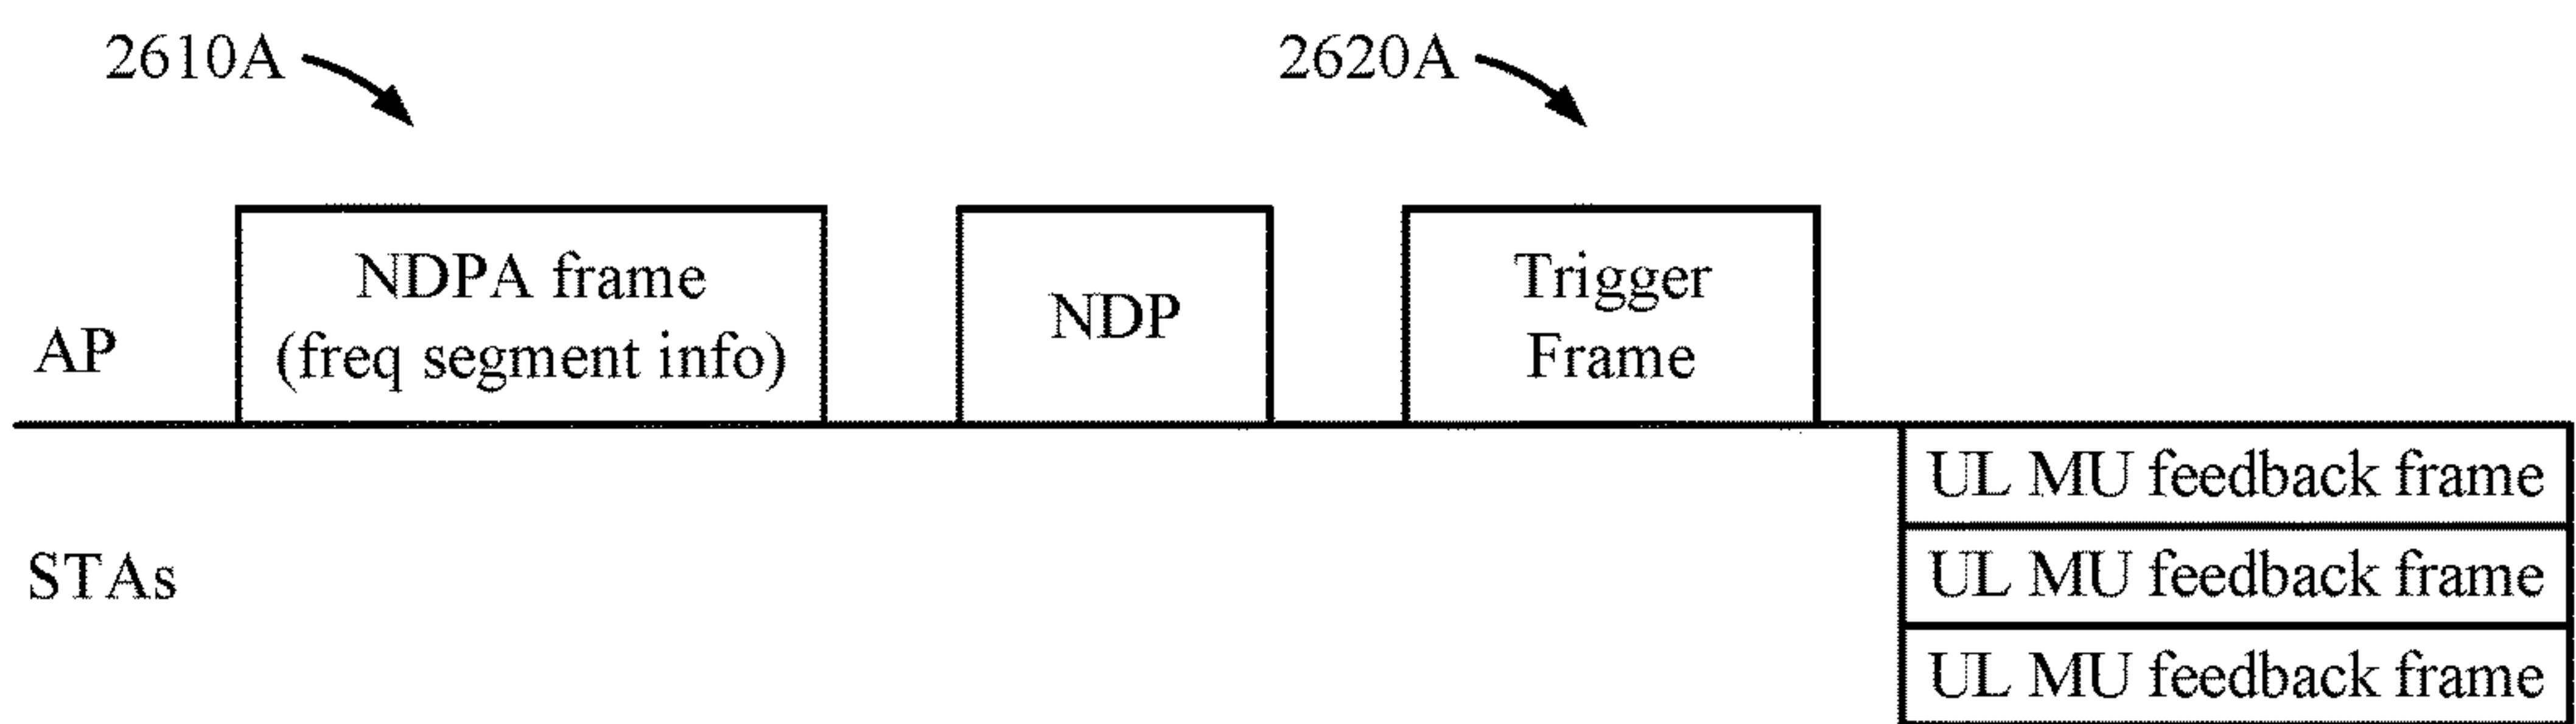 2610A
2620A
NDPA frame
(freq segment info)
NDP
Trigger
Frame
AP
UL MU feedback frame
UL MU feedback frame
UL MU feedback frame
STAs